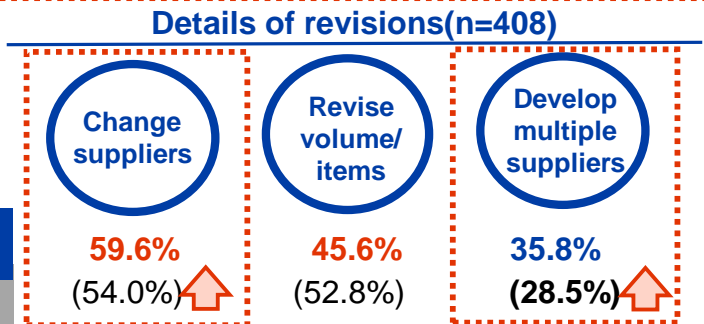 Details of revisions(n=408)
Change
suppliers
Revise
volume/
items
Develop
multiple
suppliers
59.6%
45.6%
35.8%
(54.0%)
(52.8%)
(28.5%)